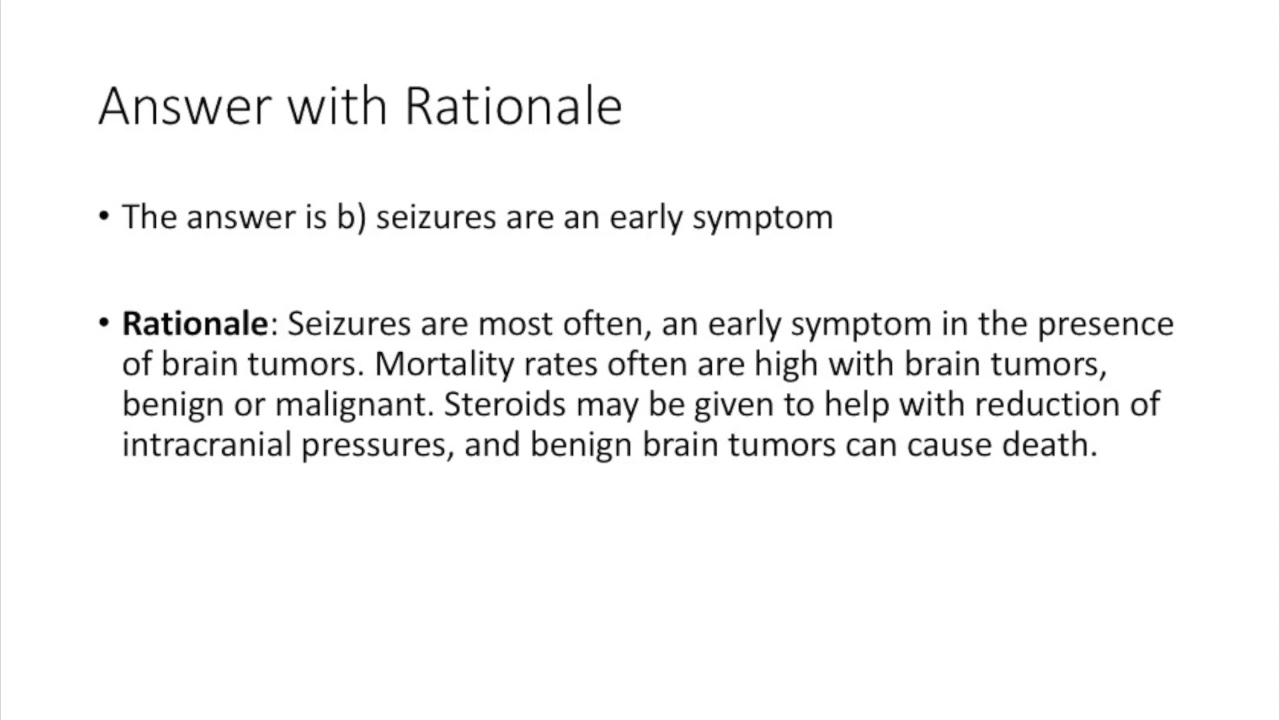 Answer with Rationale
• The answer is b) seizures are an early symptom
• Rationale: Seizures are most often, an early symptom in the presence
of brain tumors. Mortality rates often are high with brain tumors,
benign or malignant. Steroids may be given to help with reduction of
intracranial pressures, and benign brain tumors can cause death.